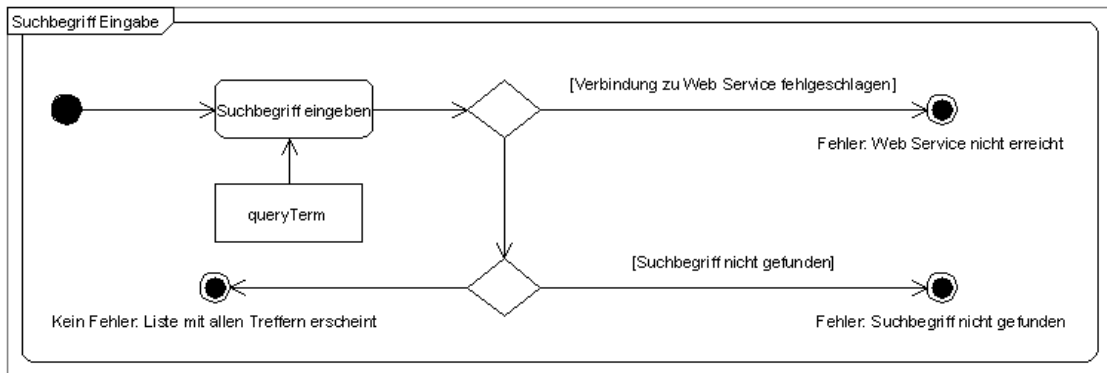 Suchbegriff Eingabe
[Verbindung zu Web Service fehlgeschlagen]
Suchbegriff eingeben
Fehler: Web Service nicht erreicht
queryTerm
[Suchbegriff nicht gefunden]
Kein Fehler: Liste mit allen Treffern erscheint
Fehler: Suchbegriff nicht gefunden